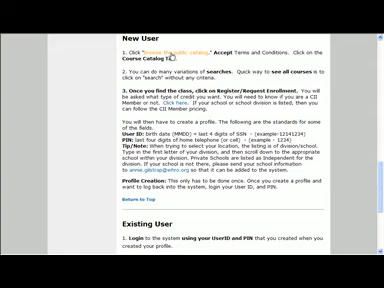 New User
1. Click "browse the public catalog." Accept Terms and Conditions. Click on the
Course Catalog T
2. You can do many variations of searches. Quick way to see all courses is to
click on "search" without any criteria.
3. Once you find the class, click on Register/Request Enrollment. You will
be asked what type of credit you want. You will need to know if you are a CII
Member or not. Click here. If your school or school division is listed, then you
can follow the CII Member pricing.
You will then have to create a profile. The following are the standards for some
of the fields.
User ID: birth date (MMDD) + last 4 digits of SSN - (example-12141234)
PIN: last four digits of home telephone (or cell) - (example - 1234)
Tip/Note: When trying to select your location, the listing is of division/school.
Type in the first letter of your division, and then scroll down to the appropriate
school within your division. Private Schools are listed as Independent for the
division. If your school is not there, please send your school information
to annie.gilstrap@whro.org so that it can be added to the system.
Profile Creation: This only has to be done once. Once you create a profile and
want to log back into the system, login your User ID, and PIN.
Return to Top
Existing User
1. Login to the system using your UserID and PIN that you created when you
created your profile.